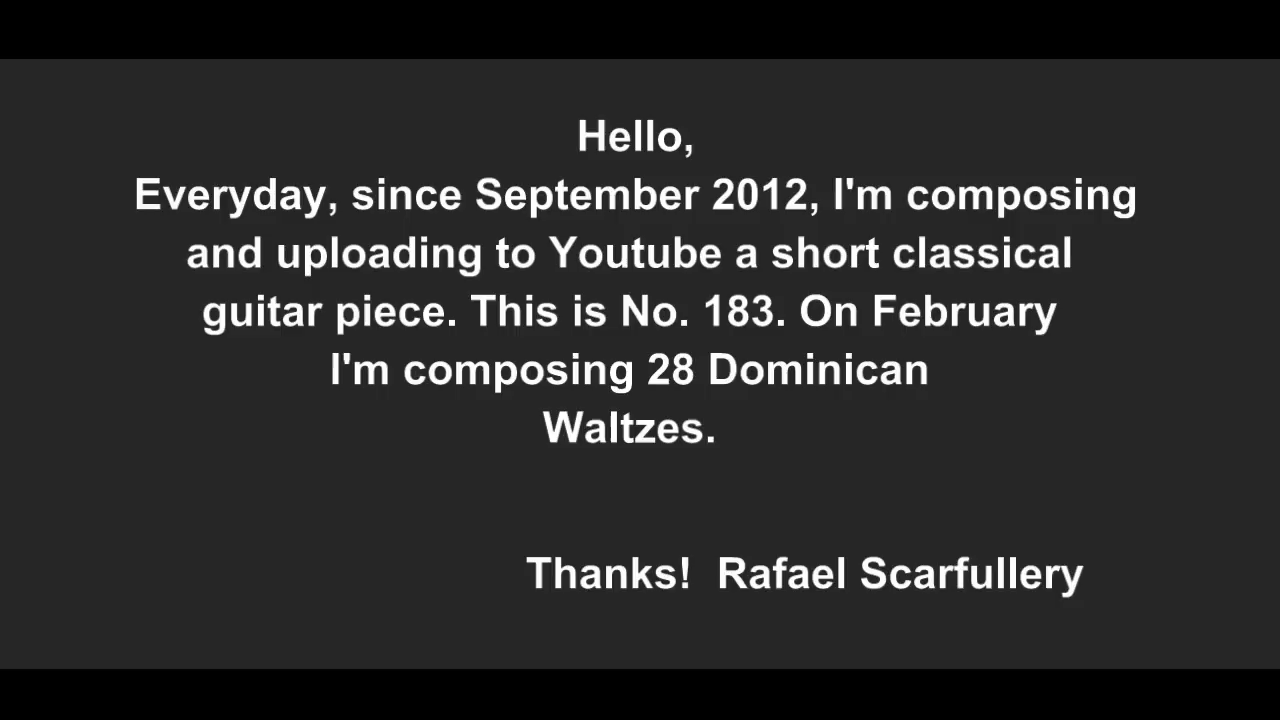 Hello,
Everyday, since September 2012, I'm composing
and uploading to Youtube a short classical
guitar piece. This is No. 183. On February
I'm composing 28 Dominican
Waltzes.
Thanks!  Rafael Scarfullery